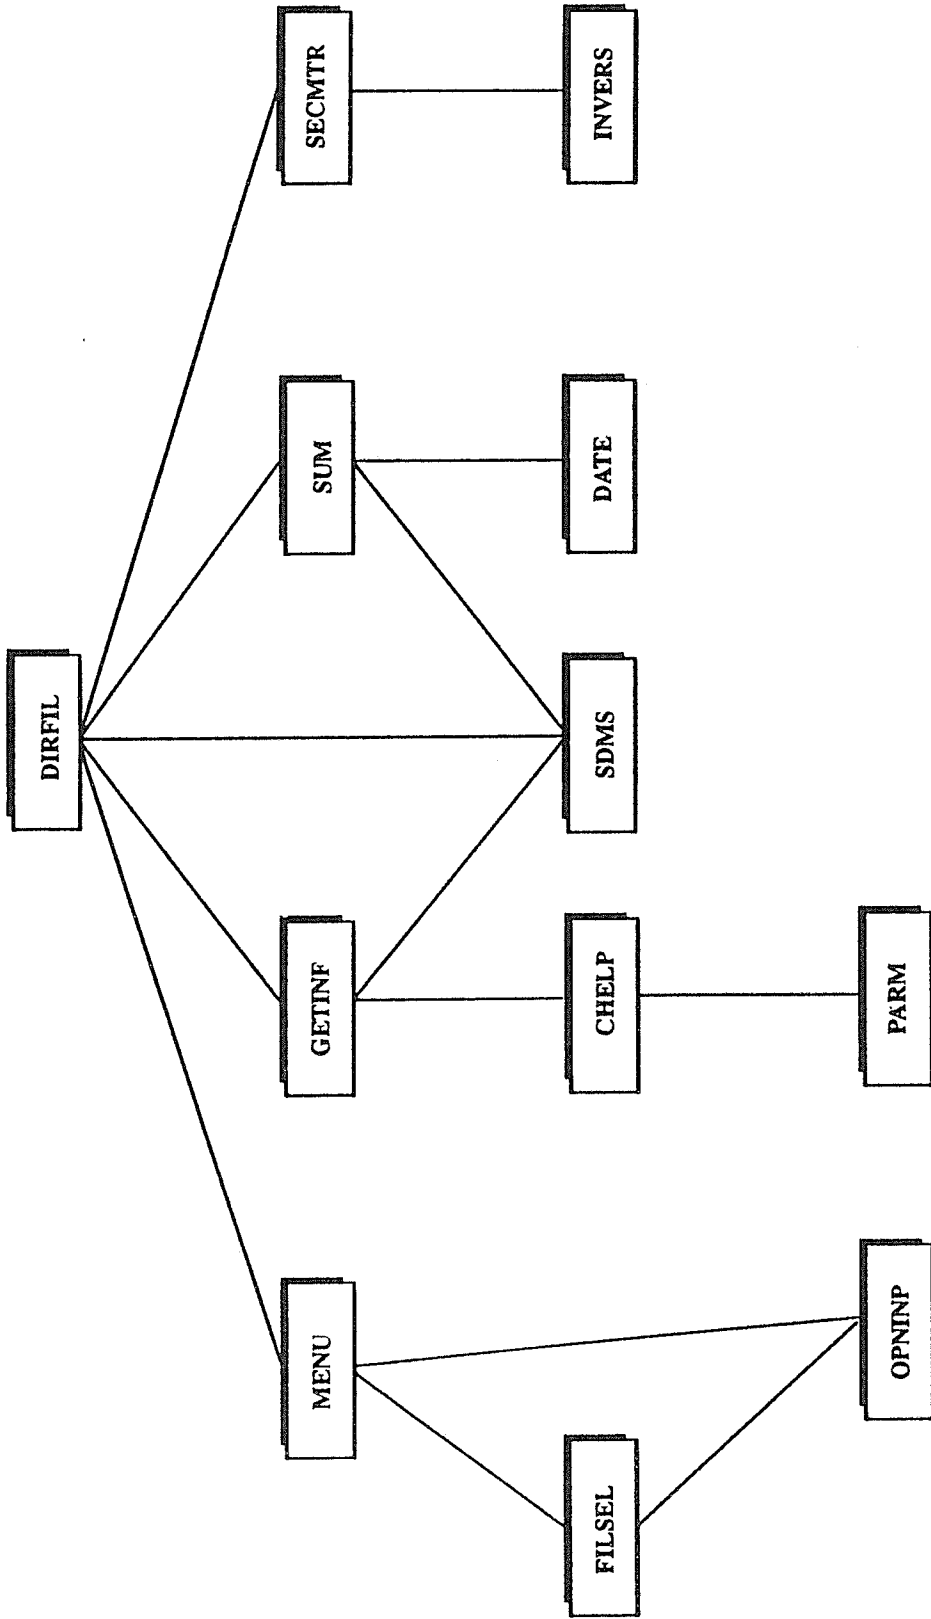 DIRFIL
MENU
GETINF
SUM
SECMTR
FILSEL
CHELP
SDMS
DATE
INVERS
OPNINP
PARM